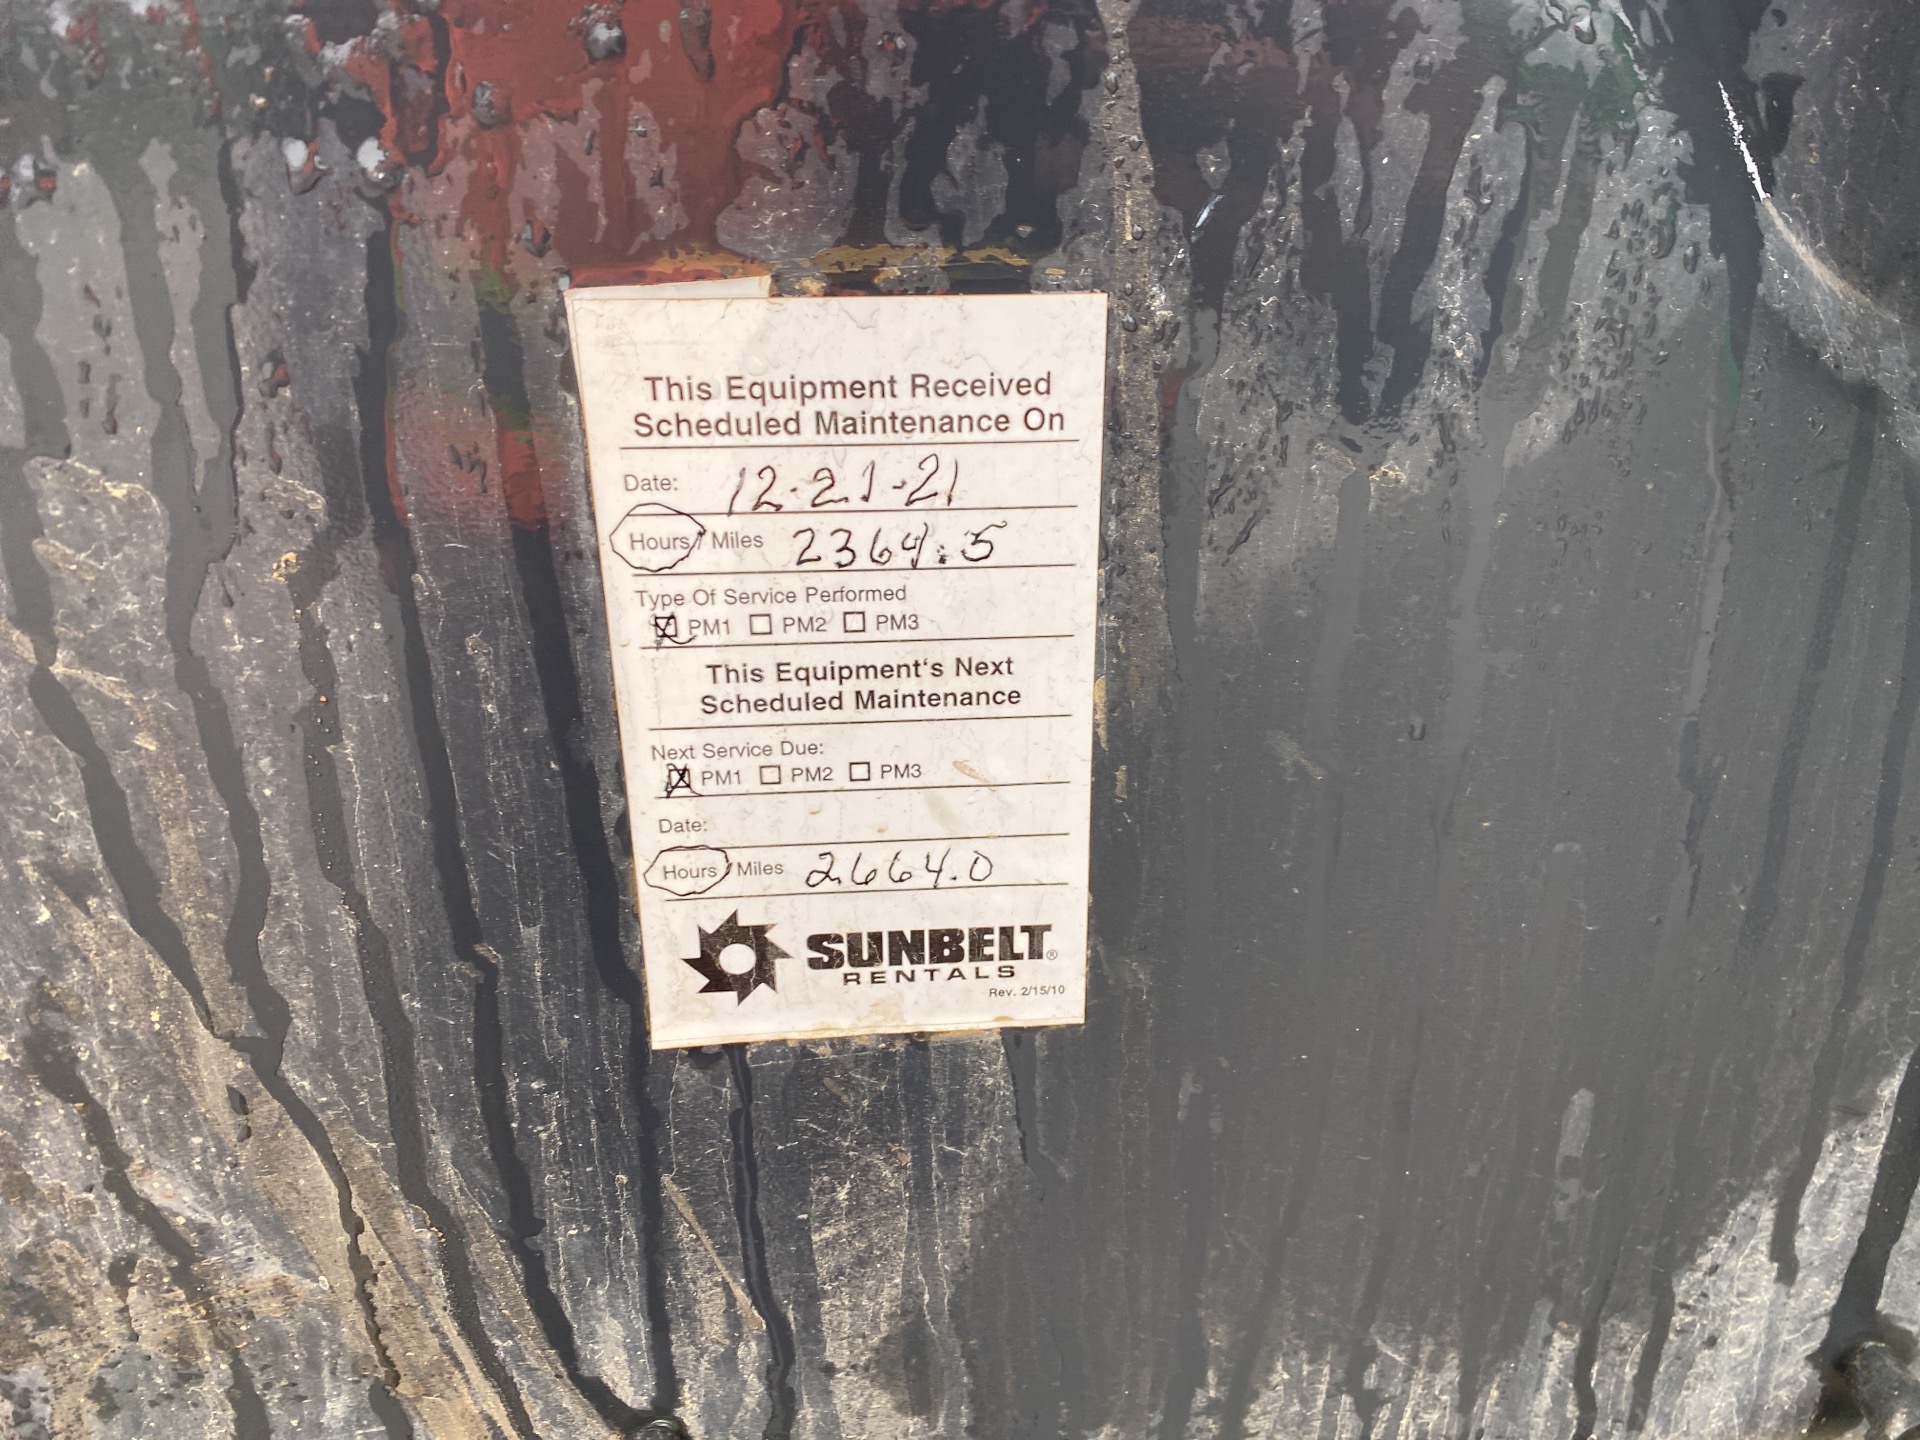 This Equipment Received
Scheduled Maintenance On
Date: 12-21-21
Hours / Miles 2364.5
Type Of Service Performed
PM1 PM2 PM3
This Equipment's Next
Scheduled Maintenance
Next Service Due:
PM1 PM2 PM3
Date:
Hours / Miles 2664.0
SUNBELT®
RENTALS
Rev. 2/15/10